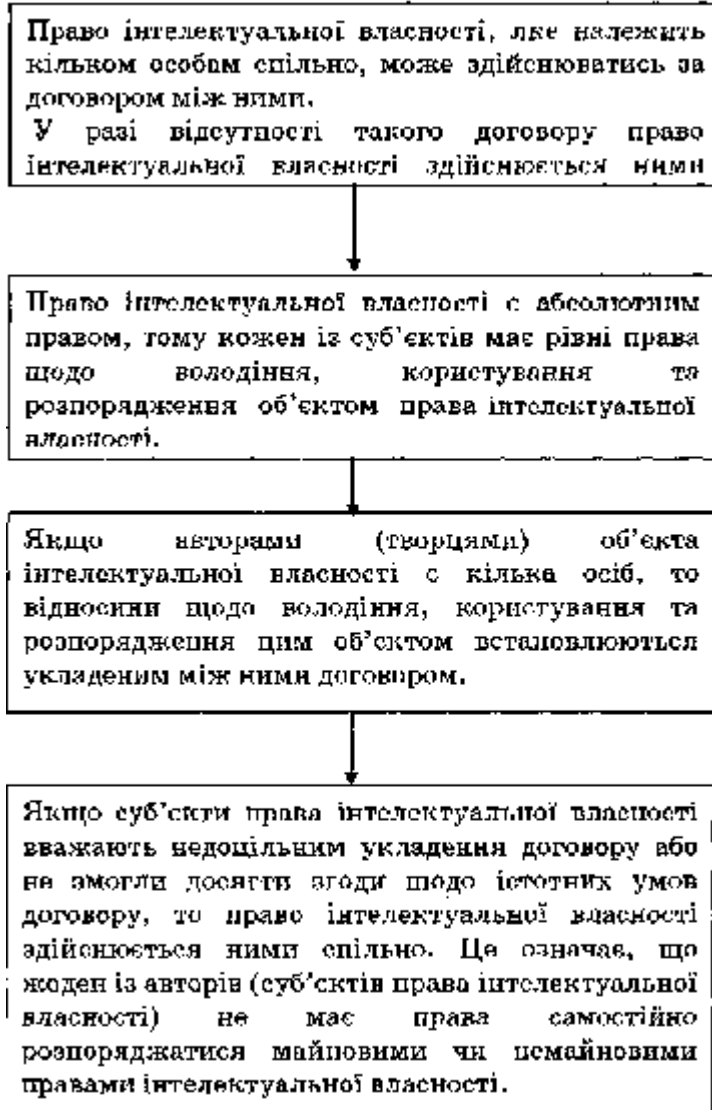 Право інтелектуальної власності, яке належить
кільком особам спільно, може здійснюватись за
договором між ними.
У разі відсутності такого договору право
інтелектуальної власності здійснюється ними
Право інтелектуальної власності є абсолютним
правом, тому кожен із суб’єктів має рівні права
щодо володіння, користування та
розпорядження об’єктом права інтелектуальної
власності.
Якщо авторами (творцями) об’єкта
інтелектуальної власності є кілька осіб, то
відносини щодо володіння, користування та
розпорядження цим об’єктом встановлюються
укладеним між ними договором.
Якщо суб’єкти права інтелектуальної власності
вважають недоцільним укладення договору або
не змогли досягти згоди щодо істотних умов
договору, то право інтелектуальної власності
здійснюється ними спільно. Це означає, що
жоден із авторів (суб’єктів права інтелектуальної
власності) не має права самостійно
розпоряджатися майновими чи немайновими
правами інтелектуальної власності.